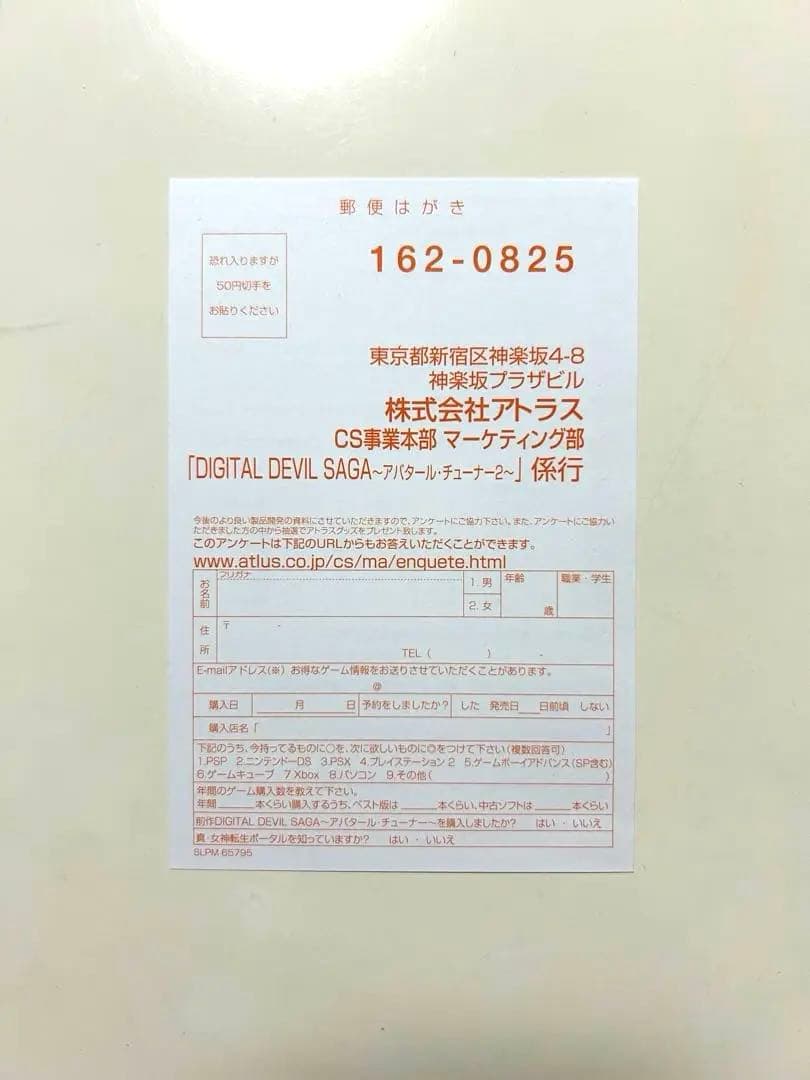 郵便はがき
恐れ入りますが
50円切手を
お貼りください
162-0825
東京都新宿区神楽坂4-8
神楽坂プラザビル
株式会社アトラス
CS事業本部 マーケティング部
「DIGITAL DEVIL SAGA～アバタール・チューナー2～」係行
今後のより良い製品開発の資料にさせていただきますので、アンケートにご協力下さい。また、アンケートにご協力い
ただきました方の中から抽選でアトラスグッズをプレゼント致します。
このアンケートは下記のURLからもお答えいただくことができます。
www.atlus.co.jp/cs/ma/enquete.html
お名前 フリガナ 1. 男 2. 女 年齢 歳 職業・学生
住所 〒 - TEL ( ) -
E-mailアドレス(※) お得なゲーム情報をお送りさせていただくことがあります。
@
購入日 月 日 予約をしましたか? した 発売日__日前頃 しない
購入店名「 」
下記のうち、今持ってるものに○を、次に欲しいものに◎をつけて下さい(複数回答可)
1.PSP 2.ニンテンドーDS 3.PSX 4.プレイステーション2 5.ゲームボーイアドバンス(SP含む)
6.ゲームキューブ 7.Xbox 8.パソコン 9.その他( )
年間のゲーム購入数を教えて下さい。
年間____本くらい購入するうち、ベスト版は____本くらい、中古ソフトは____本くらい
前作DIGITAL DEVIL SAGA～アバタール・チューナー～を購入しましたか? はい ・ いいえ
真・女神転生ポータルを知っていますか? はい ・ いいえ
SLPM 65795